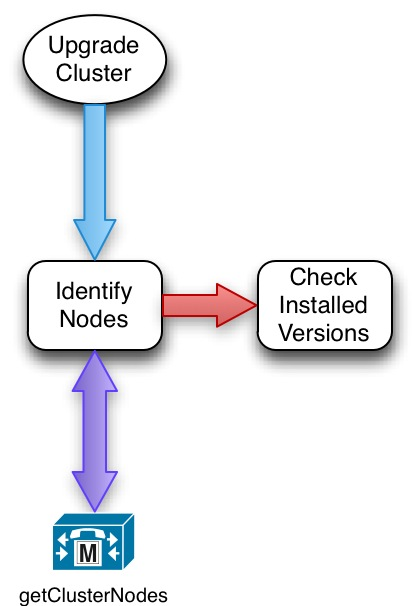 Upgrade
Cluster
Identify
Nodes
Check
Installed
Versions
M
getClusterNodes